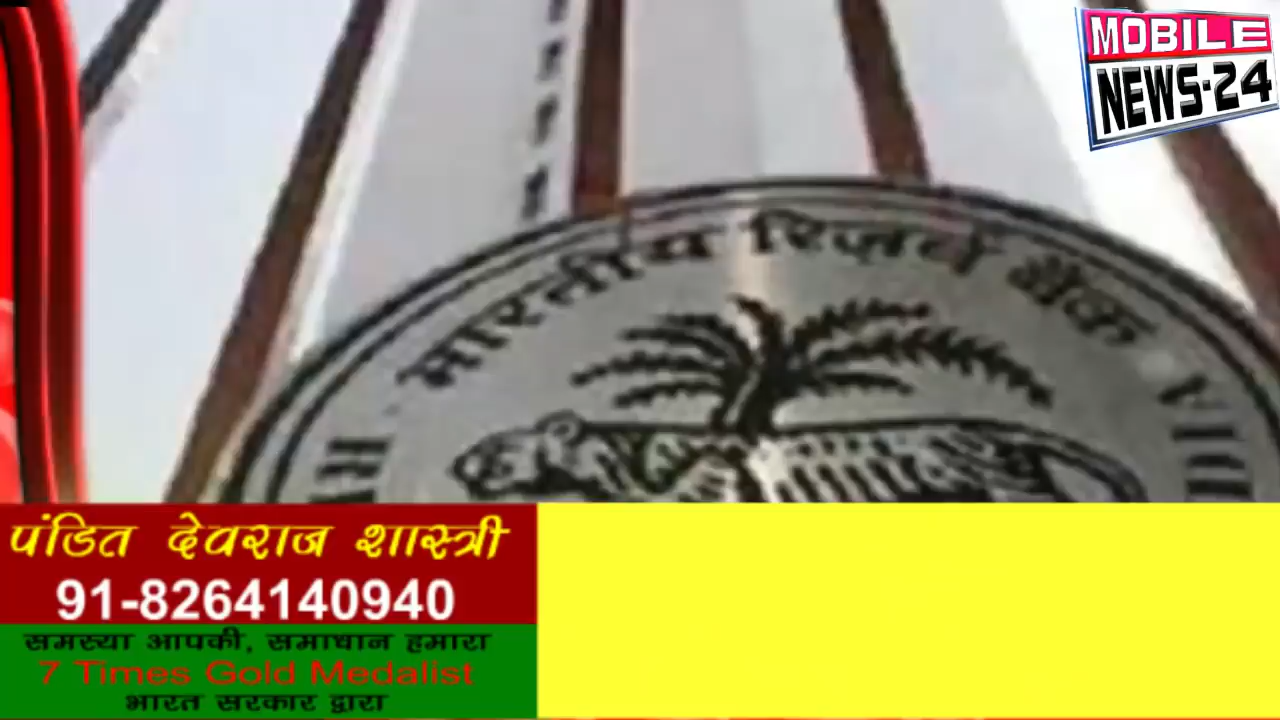 MOBILE
NEWS-24
भारतीय रिज़र्व बैंक
पंडित देवराज शास्त्री
91-8264140940
समस्या आपकी, समाधान हमारा
7 Times Gold Medalist
भारत सरकार द्वारा